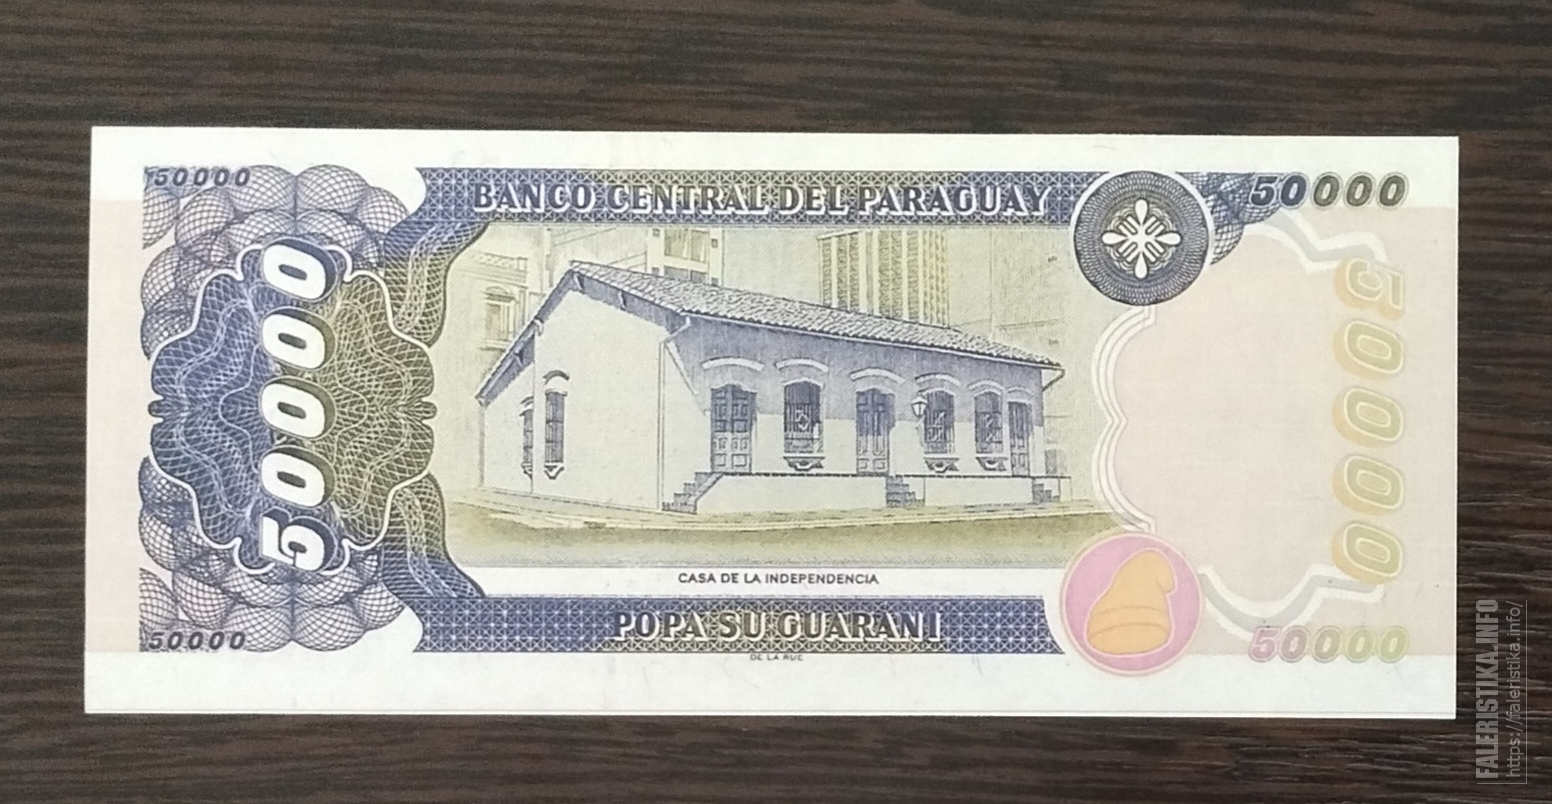 50000
BANCO CENTRAL DEL PARAGUAY
50000
50000
50000
CASA DE LA INDEPENDENCIA
50000
POPA SU GUARANI
50000
DE LA RUE
FALERISTIKA.INFO
https://faleristika.info/